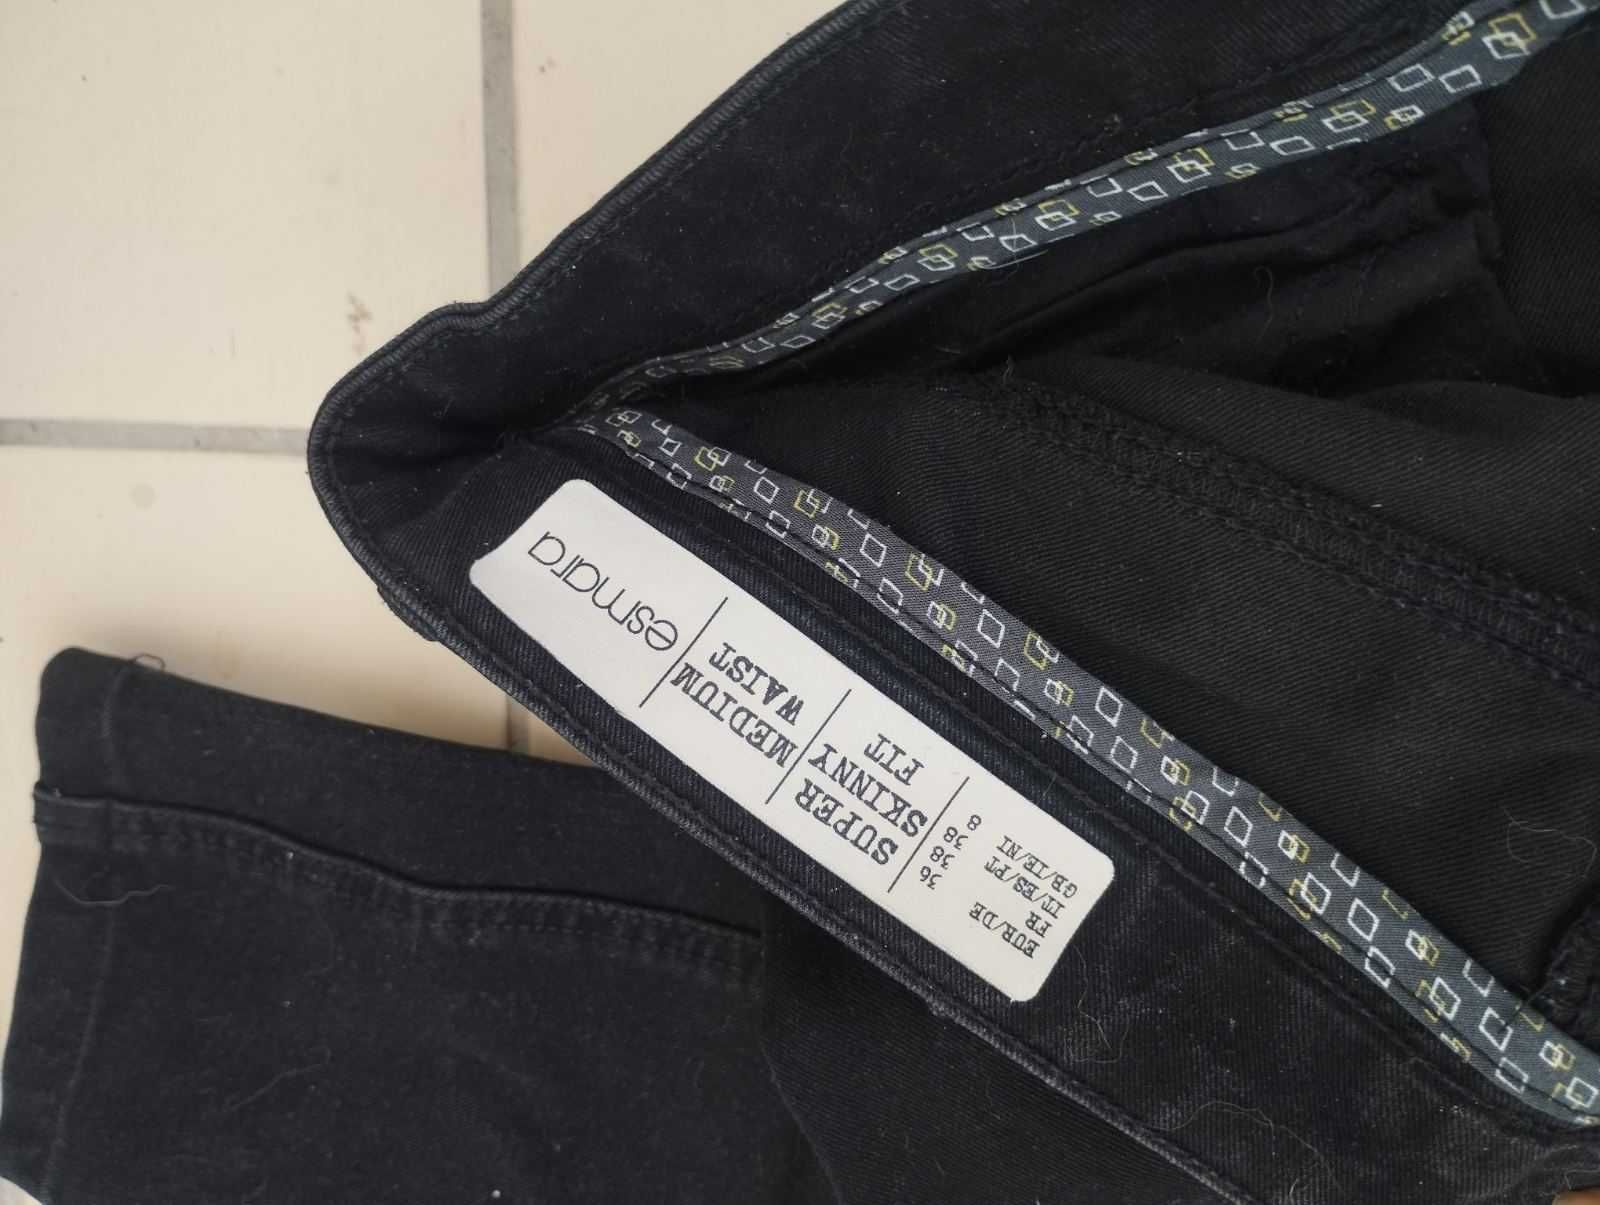 esmara
MEDIUM
WAIST
SUPER
SKINNY
FIT
EUR/DE 36
FR 38
IT/ES/PT 38
GB/IE/NI 8